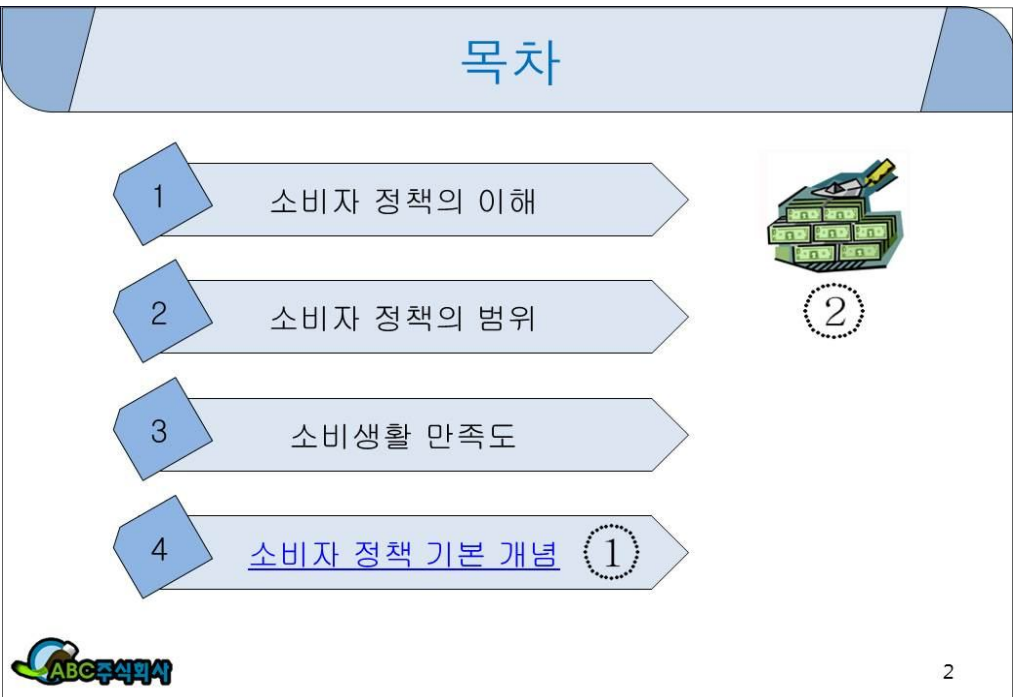 목차
1 소비자 정책의 이해
2 소비자 정책의 범위
②
3 소비생활 만족도
4 소비자 정책 기본 개념 ①
ABC주식회사
2